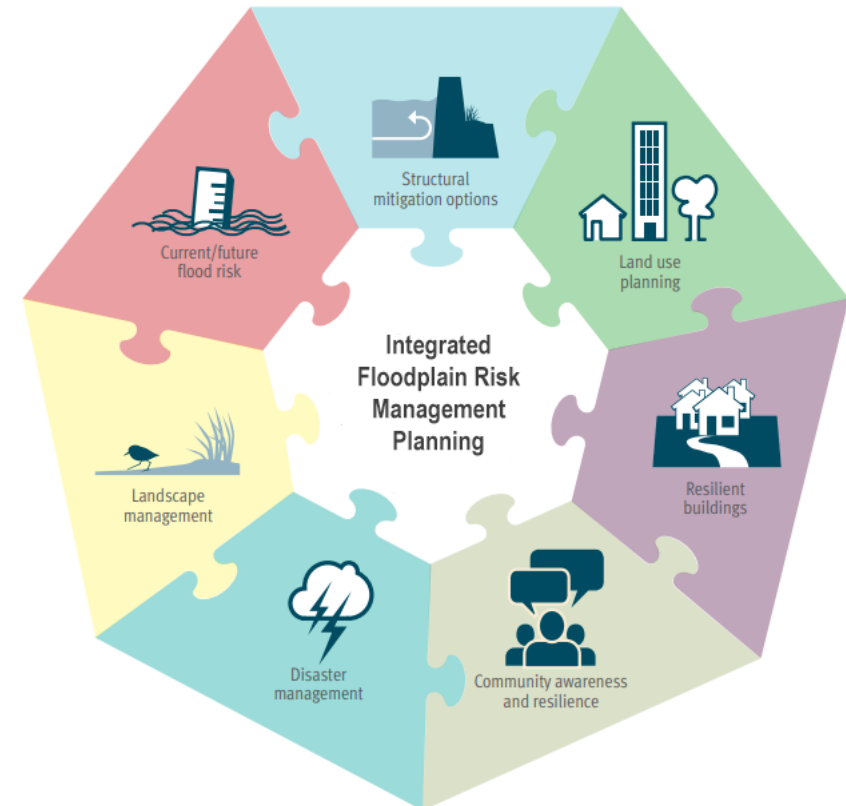 Structural
mitigation options
Current/future
flood risk
Land use
planning
Integrated
Floodplain Risk
Management
Planning
Landscape
management
Resilient
buildings
Disaster
management
Community awareness
and resilience